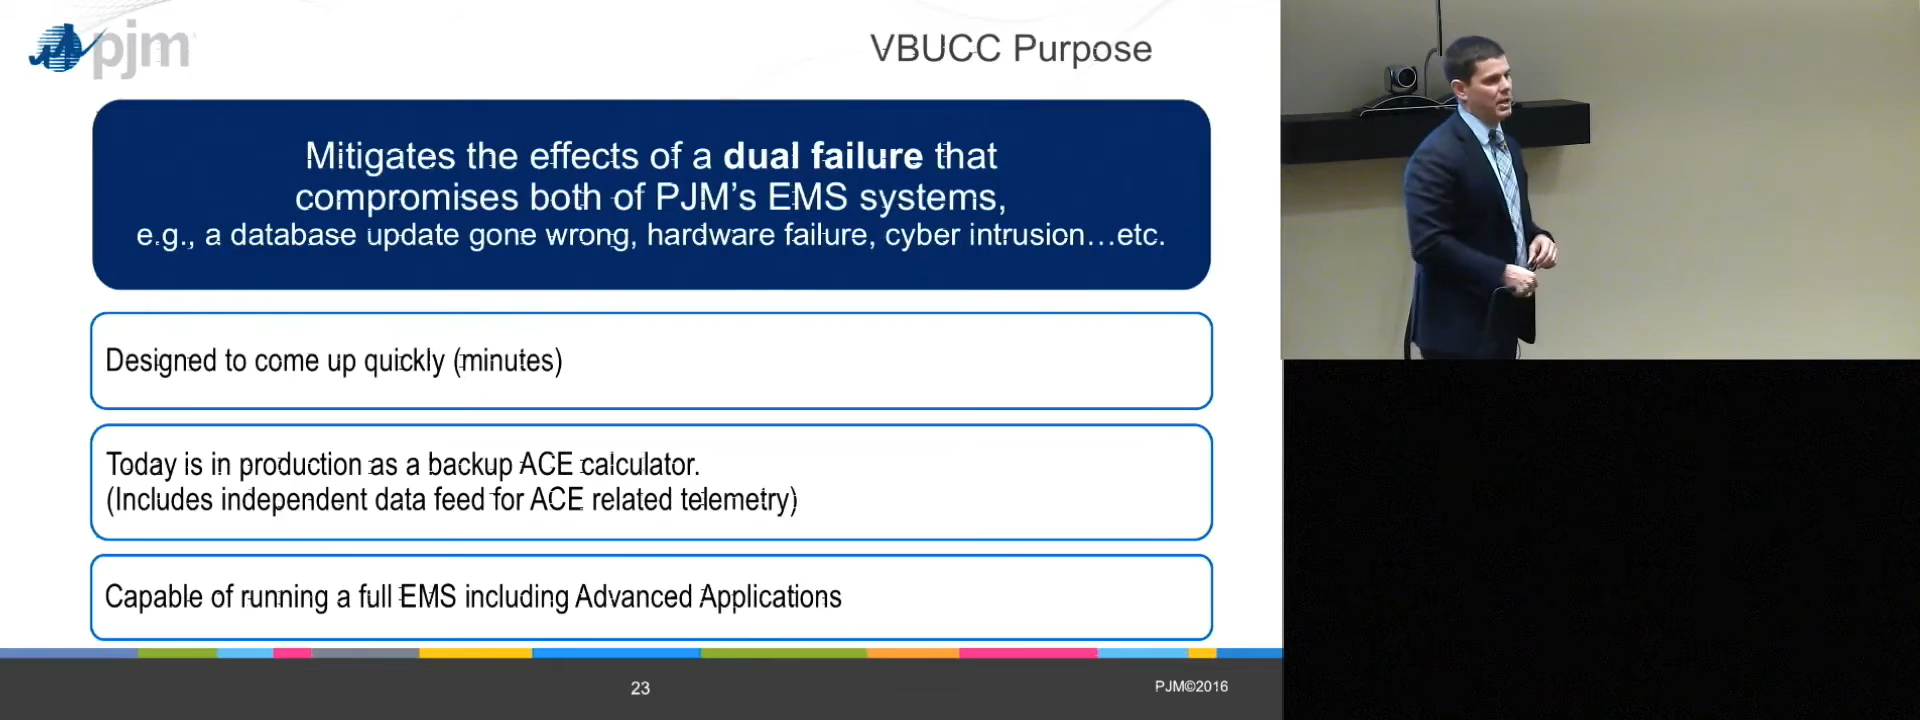 pjm
VBUCC Purpose
Mitigates the effects of a dual failure that
compromises both of PJM’s EMS systems,
e.g., a database update gone wrong, hardware failure, cyber intrusion…etc.
Designed to come up quickly (minutes)
Today is in production as a backup ACE calculator.
(Includes independent data feed for ACE related telemetry)
Capable of running a full EMS including Advanced Applications
23
PJM©2016